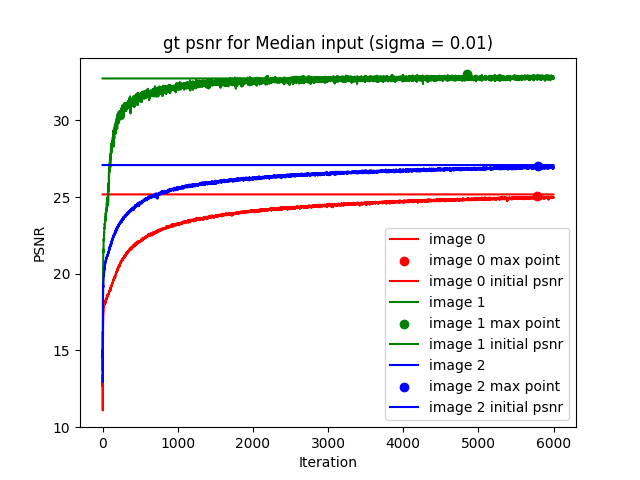 gt psnr for Median input (sigma = 0.01)
PSNR
30
25
20
15
10
image 0
image 0 max point
image 0 initial psnr
image 1
image 1 max point
image 1 initial psnr
image 2
image 2 max point
image 2 initial psnr
0 1000 2000 3000 4000 5000 6000
Iteration